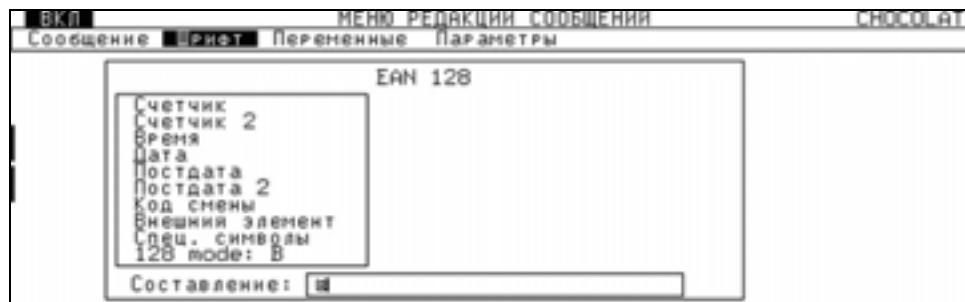 ВКЛ МЕНЮ РЕДАКЦИИ СООБЩЕНИЙ CHOCOLAT
Сообщение Шрифт Переменные Параметры
EAN 128
Счетчик
Счетчик 2
Время
Дата
Постдата
Постдата 2
Код смены
Внешний элемент
Спец. символы
128 mode: B
Составление: